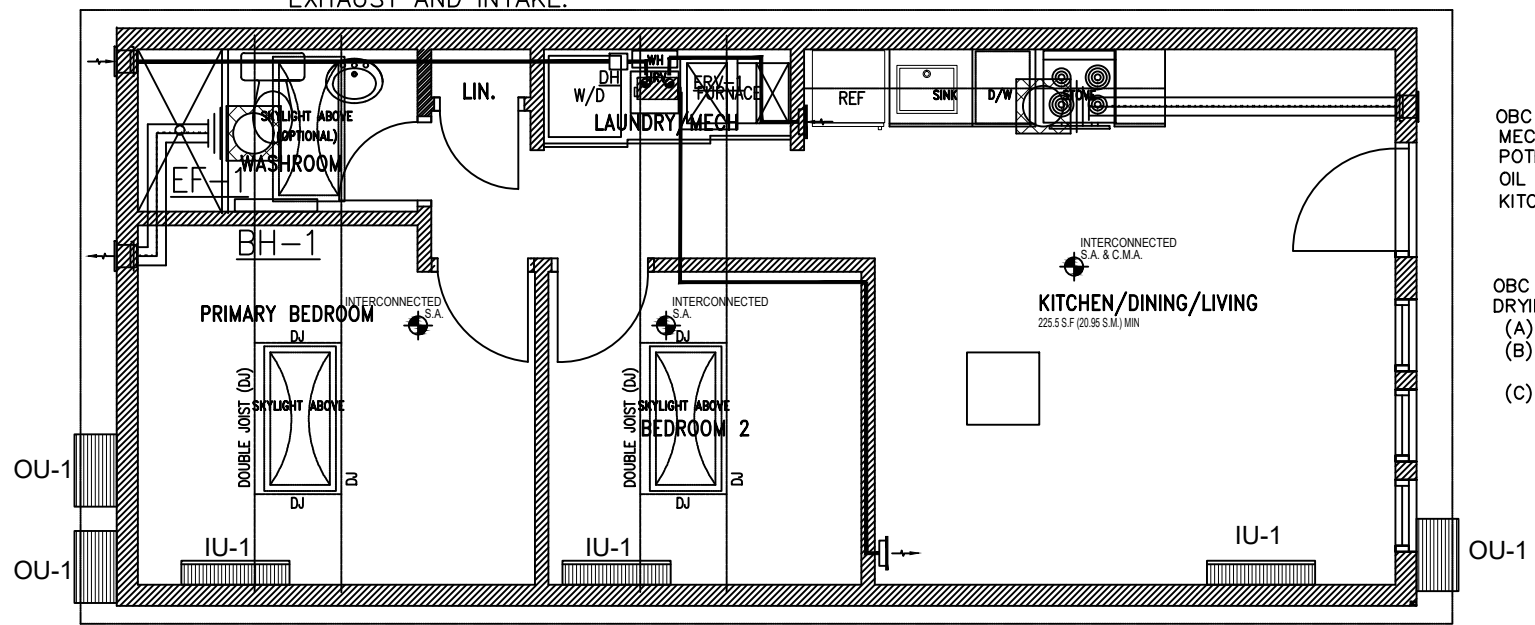 EXHAUST AND INTAKE.
LIN.
DH
WH
W/D
ERV-1
FURNACE
LAUNDRY/MECH
REF
SINK
D/W
STOVE
SKYLIGHT ABOVE
(OPTIONAL)
WASHROOM
EF-1
BH-1
INTERCONNECTED
S.A. & C.M.A.
KITCHEN/DINING/LIVING
225.5 S.F (20.95 S.M.) MIN
PRIMARY BEDROOM
INTERCONNECTED
S.A.
INTERCONNECTED
S.A.
DJ
DOUBLE JOIST (DJ)
SKYLIGHT ABOVE
DJ
DJ
DJ
DOUBLE JOIST (DJ)
SKYLIGHT ABOVE
BEDROOM 2
DJ
DJ
OU-1
OU-1
IU-1
IU-1
IU-1
OU-1
OBC
MEC
OIL
KITC
OBC
DRYI
(A)
(B)
(C)